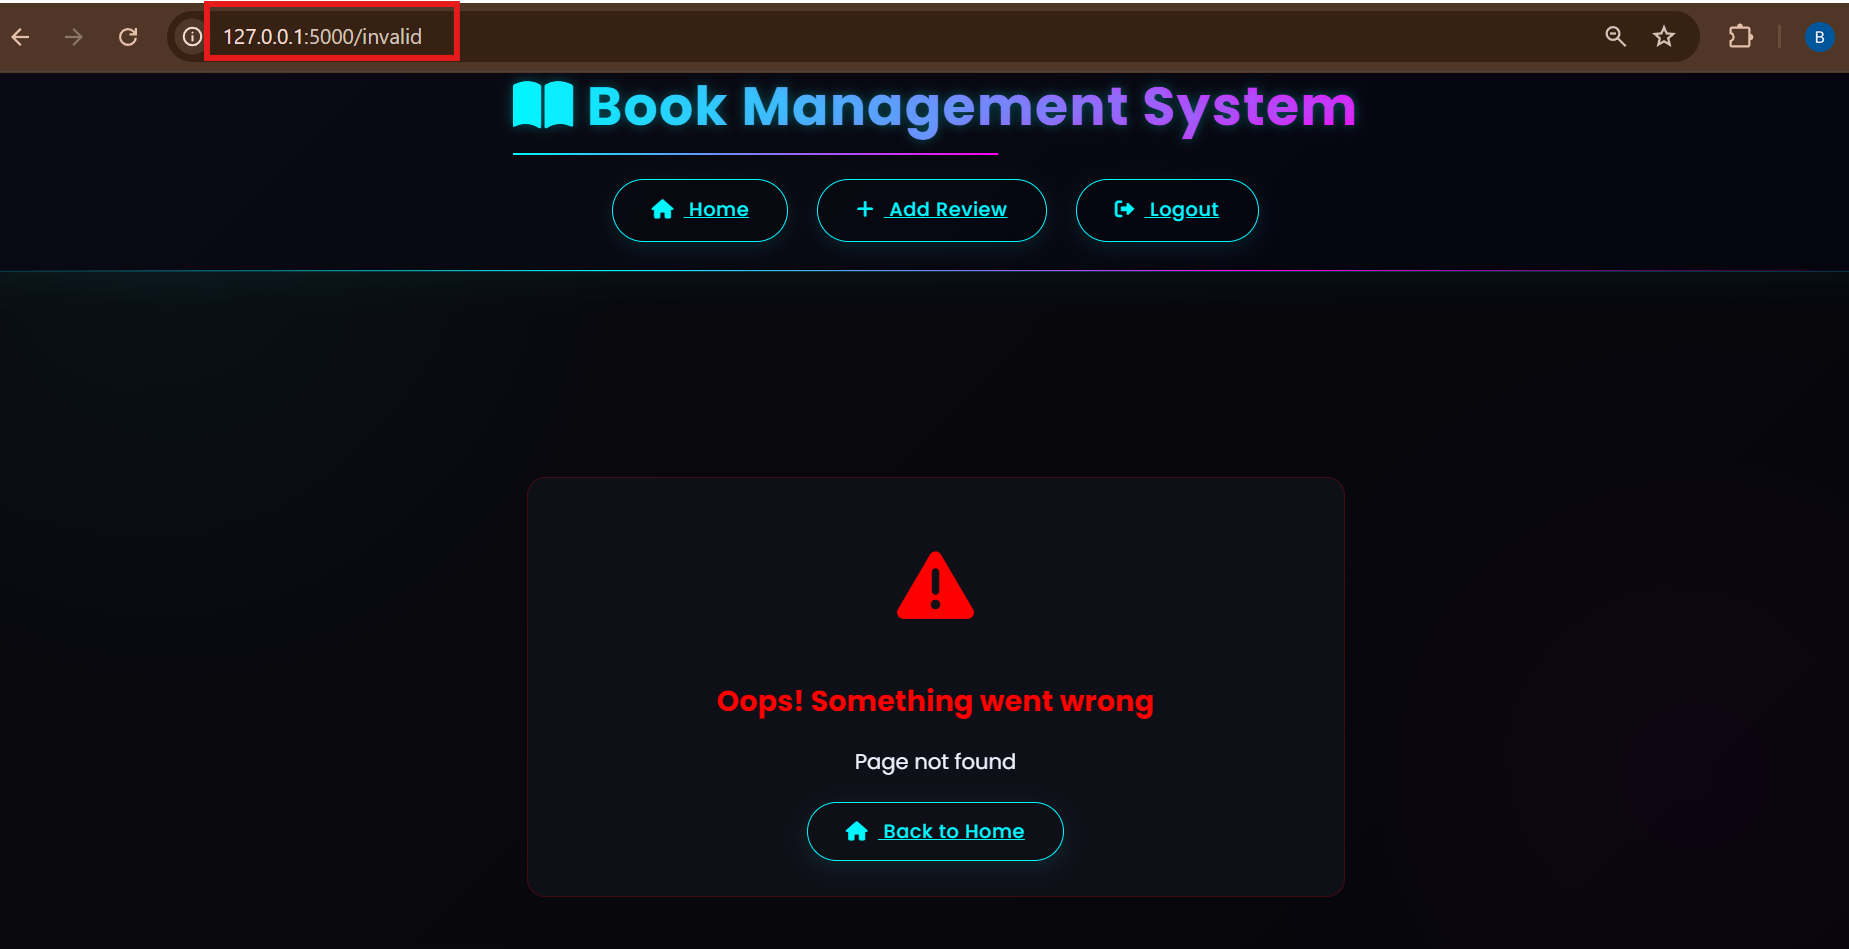 127.0.0.1:5000/invalid
B
Book Management System
Home
Add Review
Logout
Oops! Something went wrong
Page not found
Back to Home